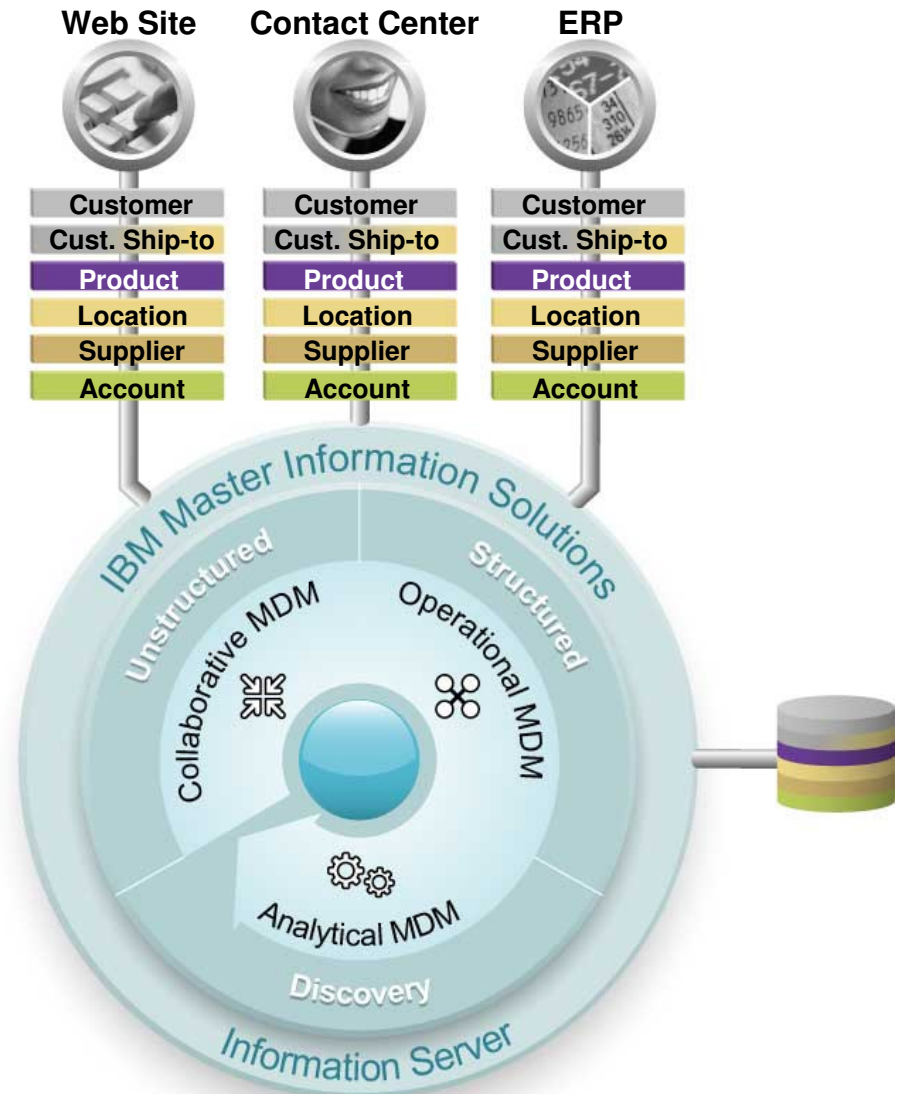 Web Site
Contact Center
ERP
Customer
Cust. Ship-to
Product
Location
Supplier
Account
Customer
Cust. Ship-to
Product
Location
Supplier
Account
Customer
Cust. Ship-to
Product
Location
Supplier
Account
IBM Master Information Solutions
Unstructured
Structured
Collaborative MDM
Operational MDM
Analytical MDM
Discovery
Information Server